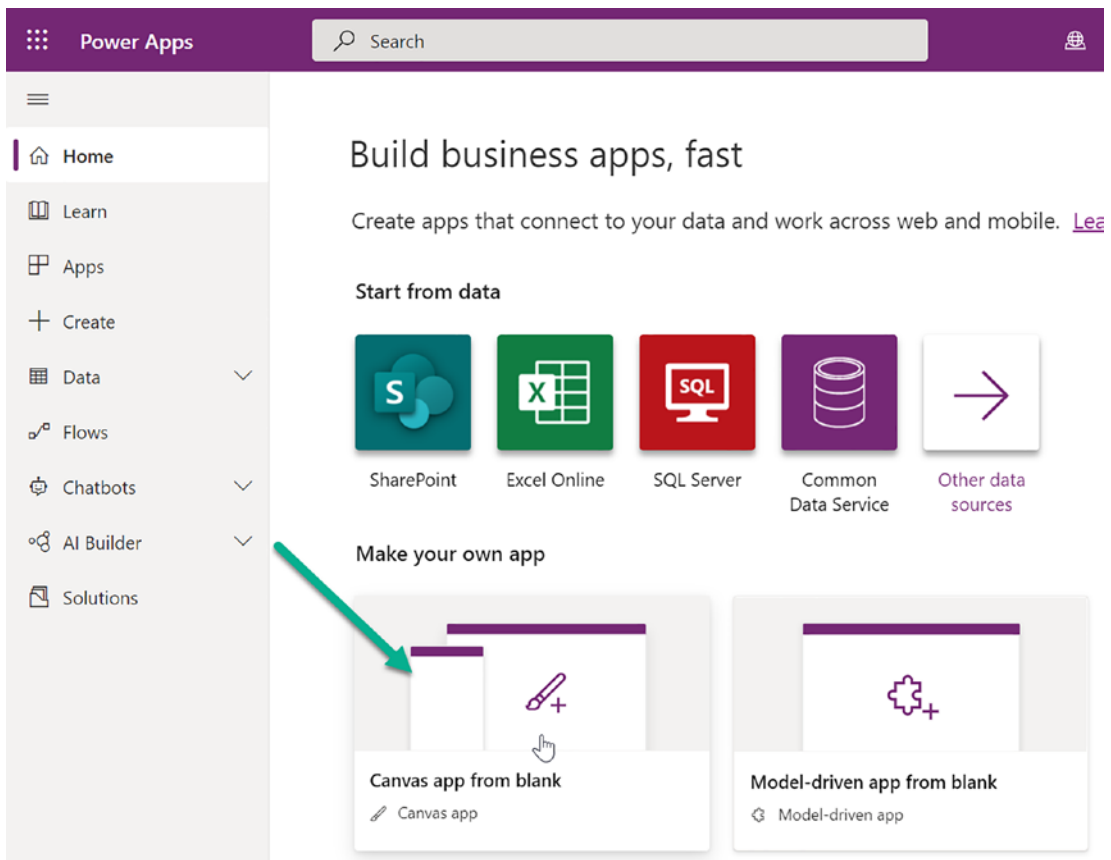 Power Apps
Search
Home
Learn
Apps
Create
Data
Flows
Chatbots
AI Builder
Solutions
Build business apps, fast
Create apps that connect to your data and work across web and mobile. Lea
Start from data
S
X
SQL
SharePoint
Excel Online
SQL Server
Common
Data Service
Other data
sources
Make your own app
Canvas app from blank
Canvas app
Model-driven app from blank
Model-driven app